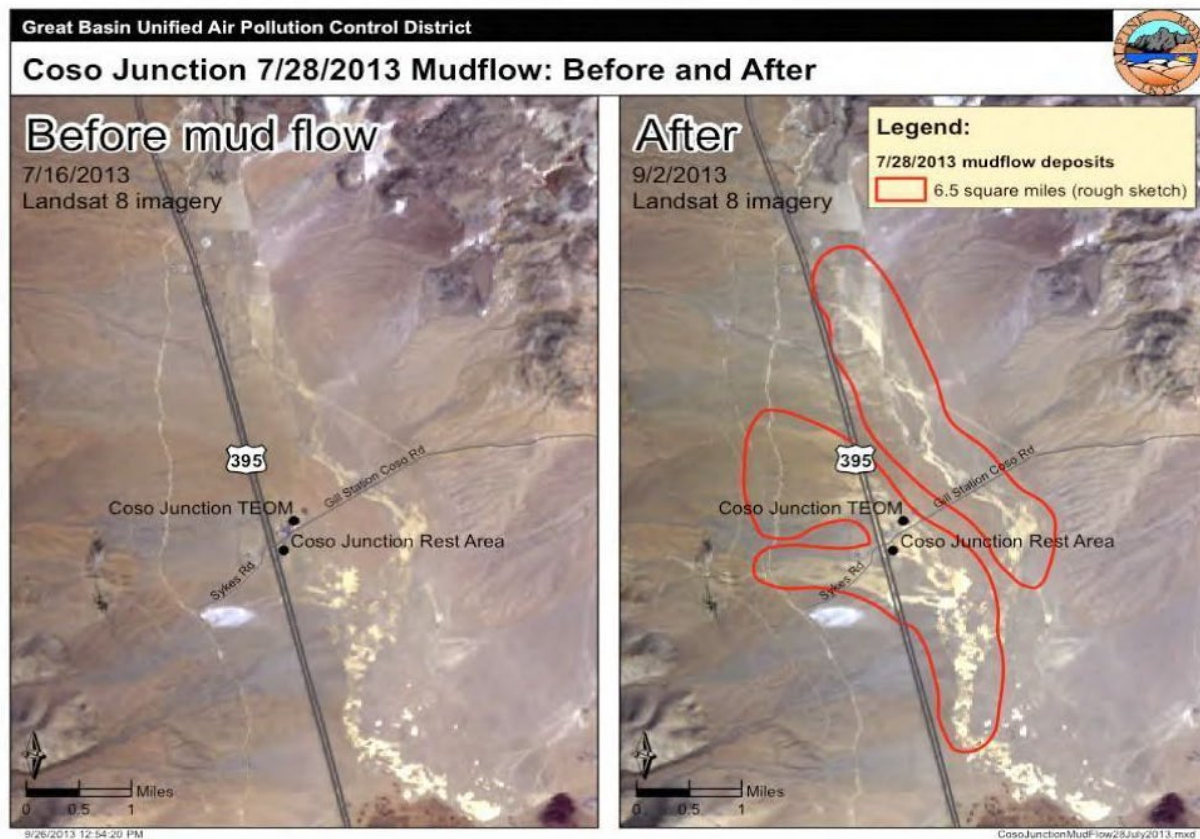 Great Basin Unified Air Pollution Control District
Coso Junction 7/28/2013 Mudflow: Before and After
Before mud flow
7/16/2013
Landsat 8 imagery
395
Gill Station Coso Rd
Coso Junction TEOM
Coso Junction Rest Area
Sykes Rd
Miles
0 0.5 1
9/26/2013 12:54:20 PM
After
9/2/2013
Landsat 8 imagery
Legend:
7/28/2013 mudflow deposits
6.5 square miles (rough sketch)
395
Gill Station Coso Rd
Coso Junction TEOM
Coso Junction Rest Area
Sykes Rd
Miles
0 0.5 1
CosoJunctionMudFlow28July2013.mxd